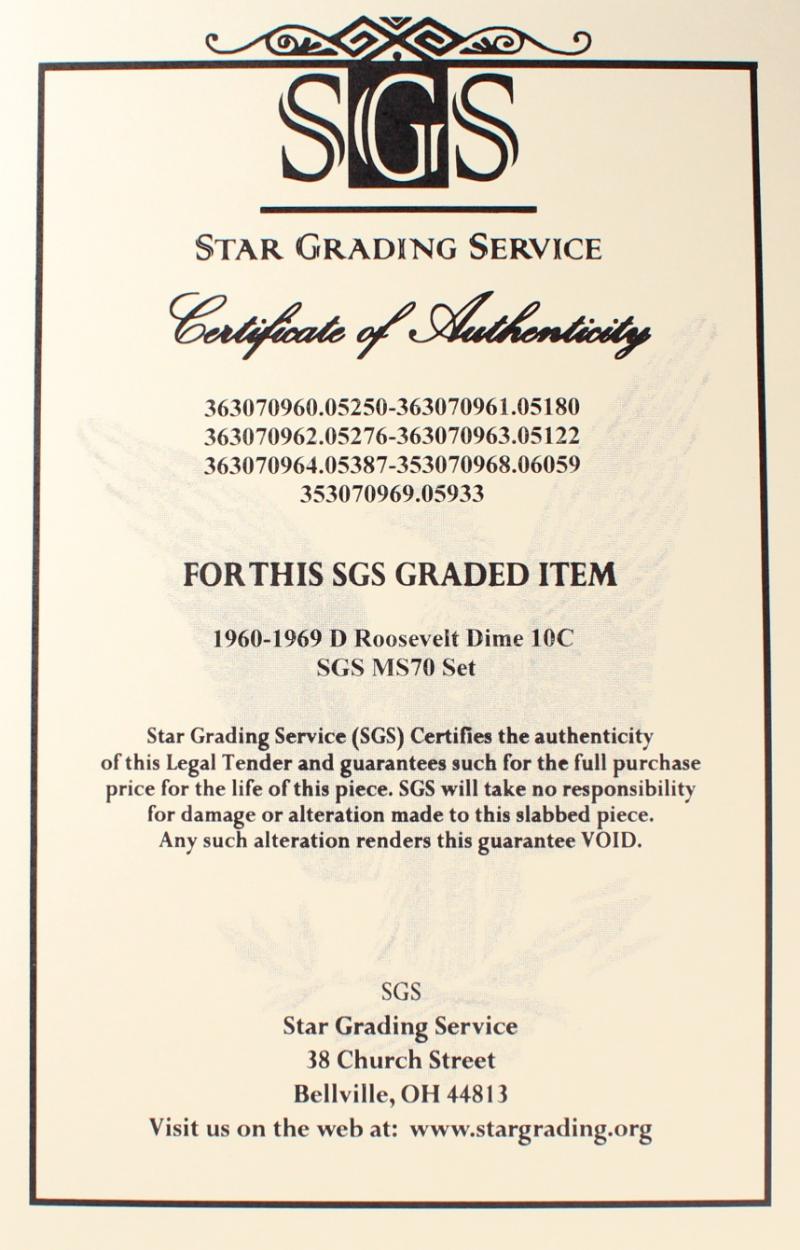 SGS
STAR GRADING SERVICE
Certificate of Authenticity
363070960.05250-363070961.05180
363070962.05276-363070963.05122
363070964.05387-353070968.06059
353070969.05933
FOR THIS SGS GRADED ITEM
1960-1969 D Roosevelt Dime 10C
SGS MS70 Set
Star Grading Service (SGS) Certifies the authenticity
of this Legal Tender and guarantees such for the full purchase
price for the life of this piece. SGS will take no responsibility
for damage or alteration made to this slabbed piece.
Any such alteration renders this guarantee VOID.
SGS
Star Grading Service
38 Church Street
Bellville, OH 44813
Visit us on the web at: www.stargrading.org